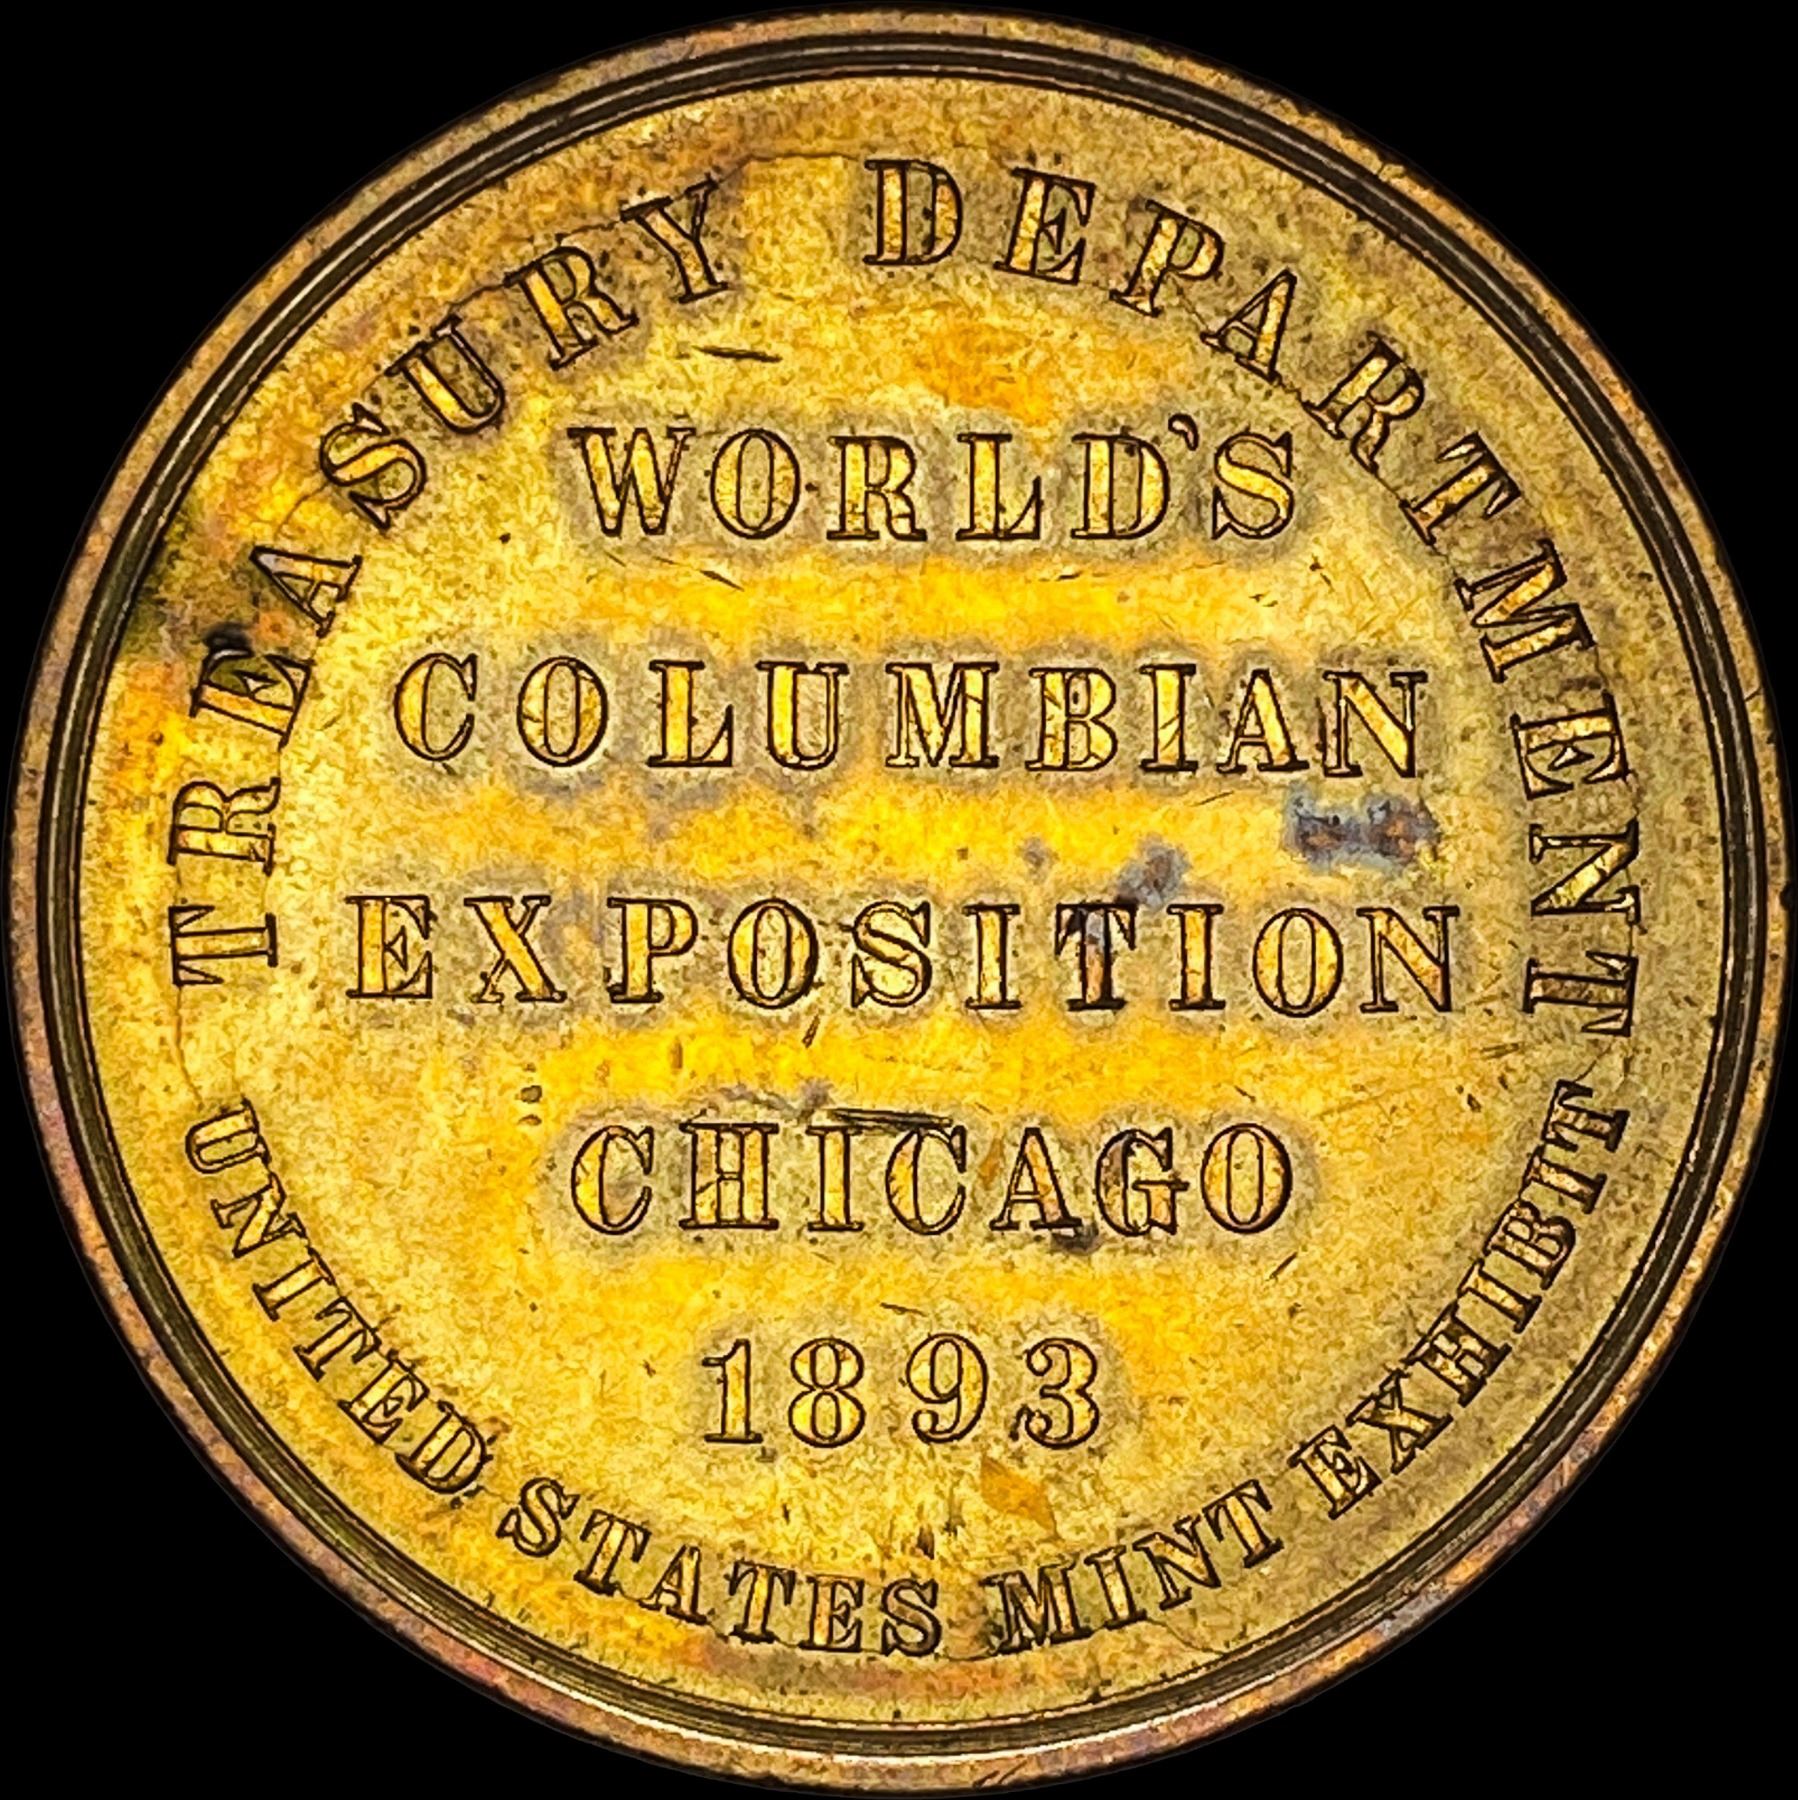 TREASURY DEPARTMENT
WORLD'S
COLUMBIAN
EXPOSITION
CHICAGO
1893
UNITED STATES MINT EXHIBIT